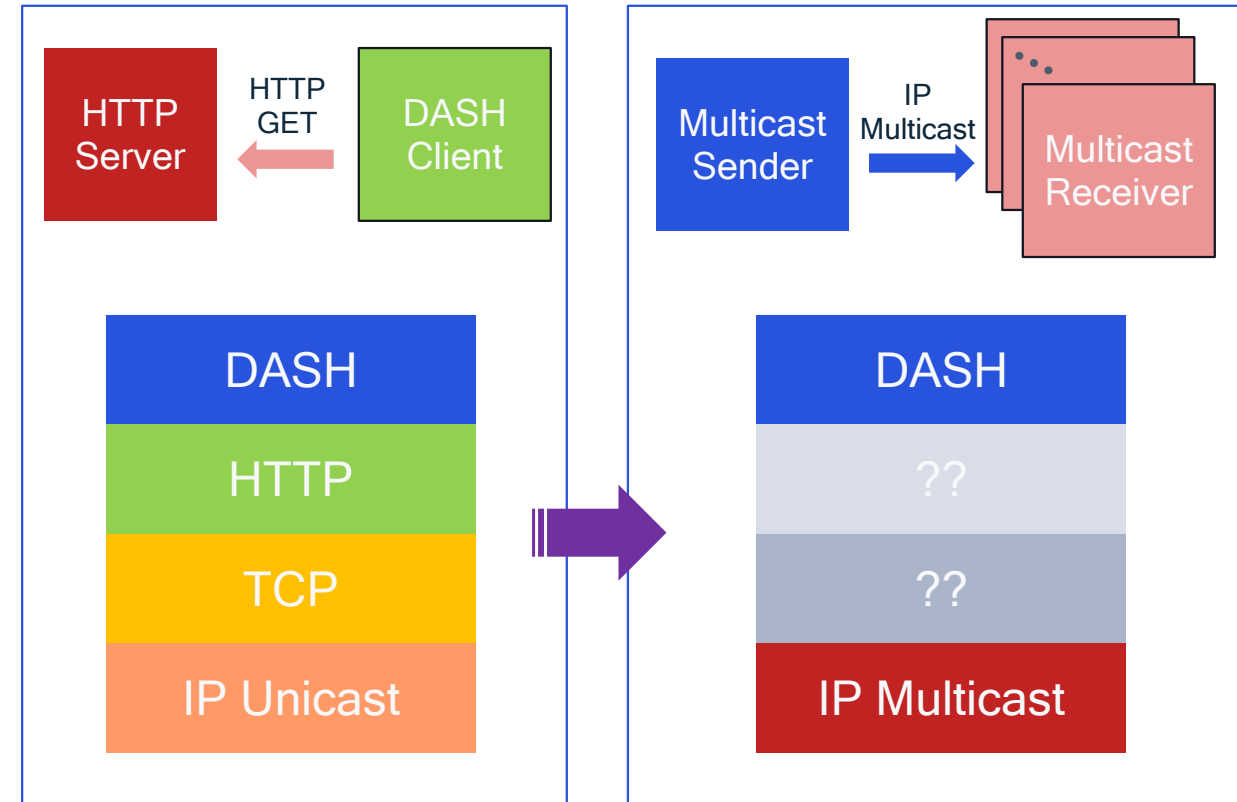 HTTP
Server
HTTP
GET
DASH
Client
DASH
HTTP
TCP
IP Unicast
Multicast
Sender
IP
Multicast
Multicast
Receiver
DASH
??
??
IP Multicast